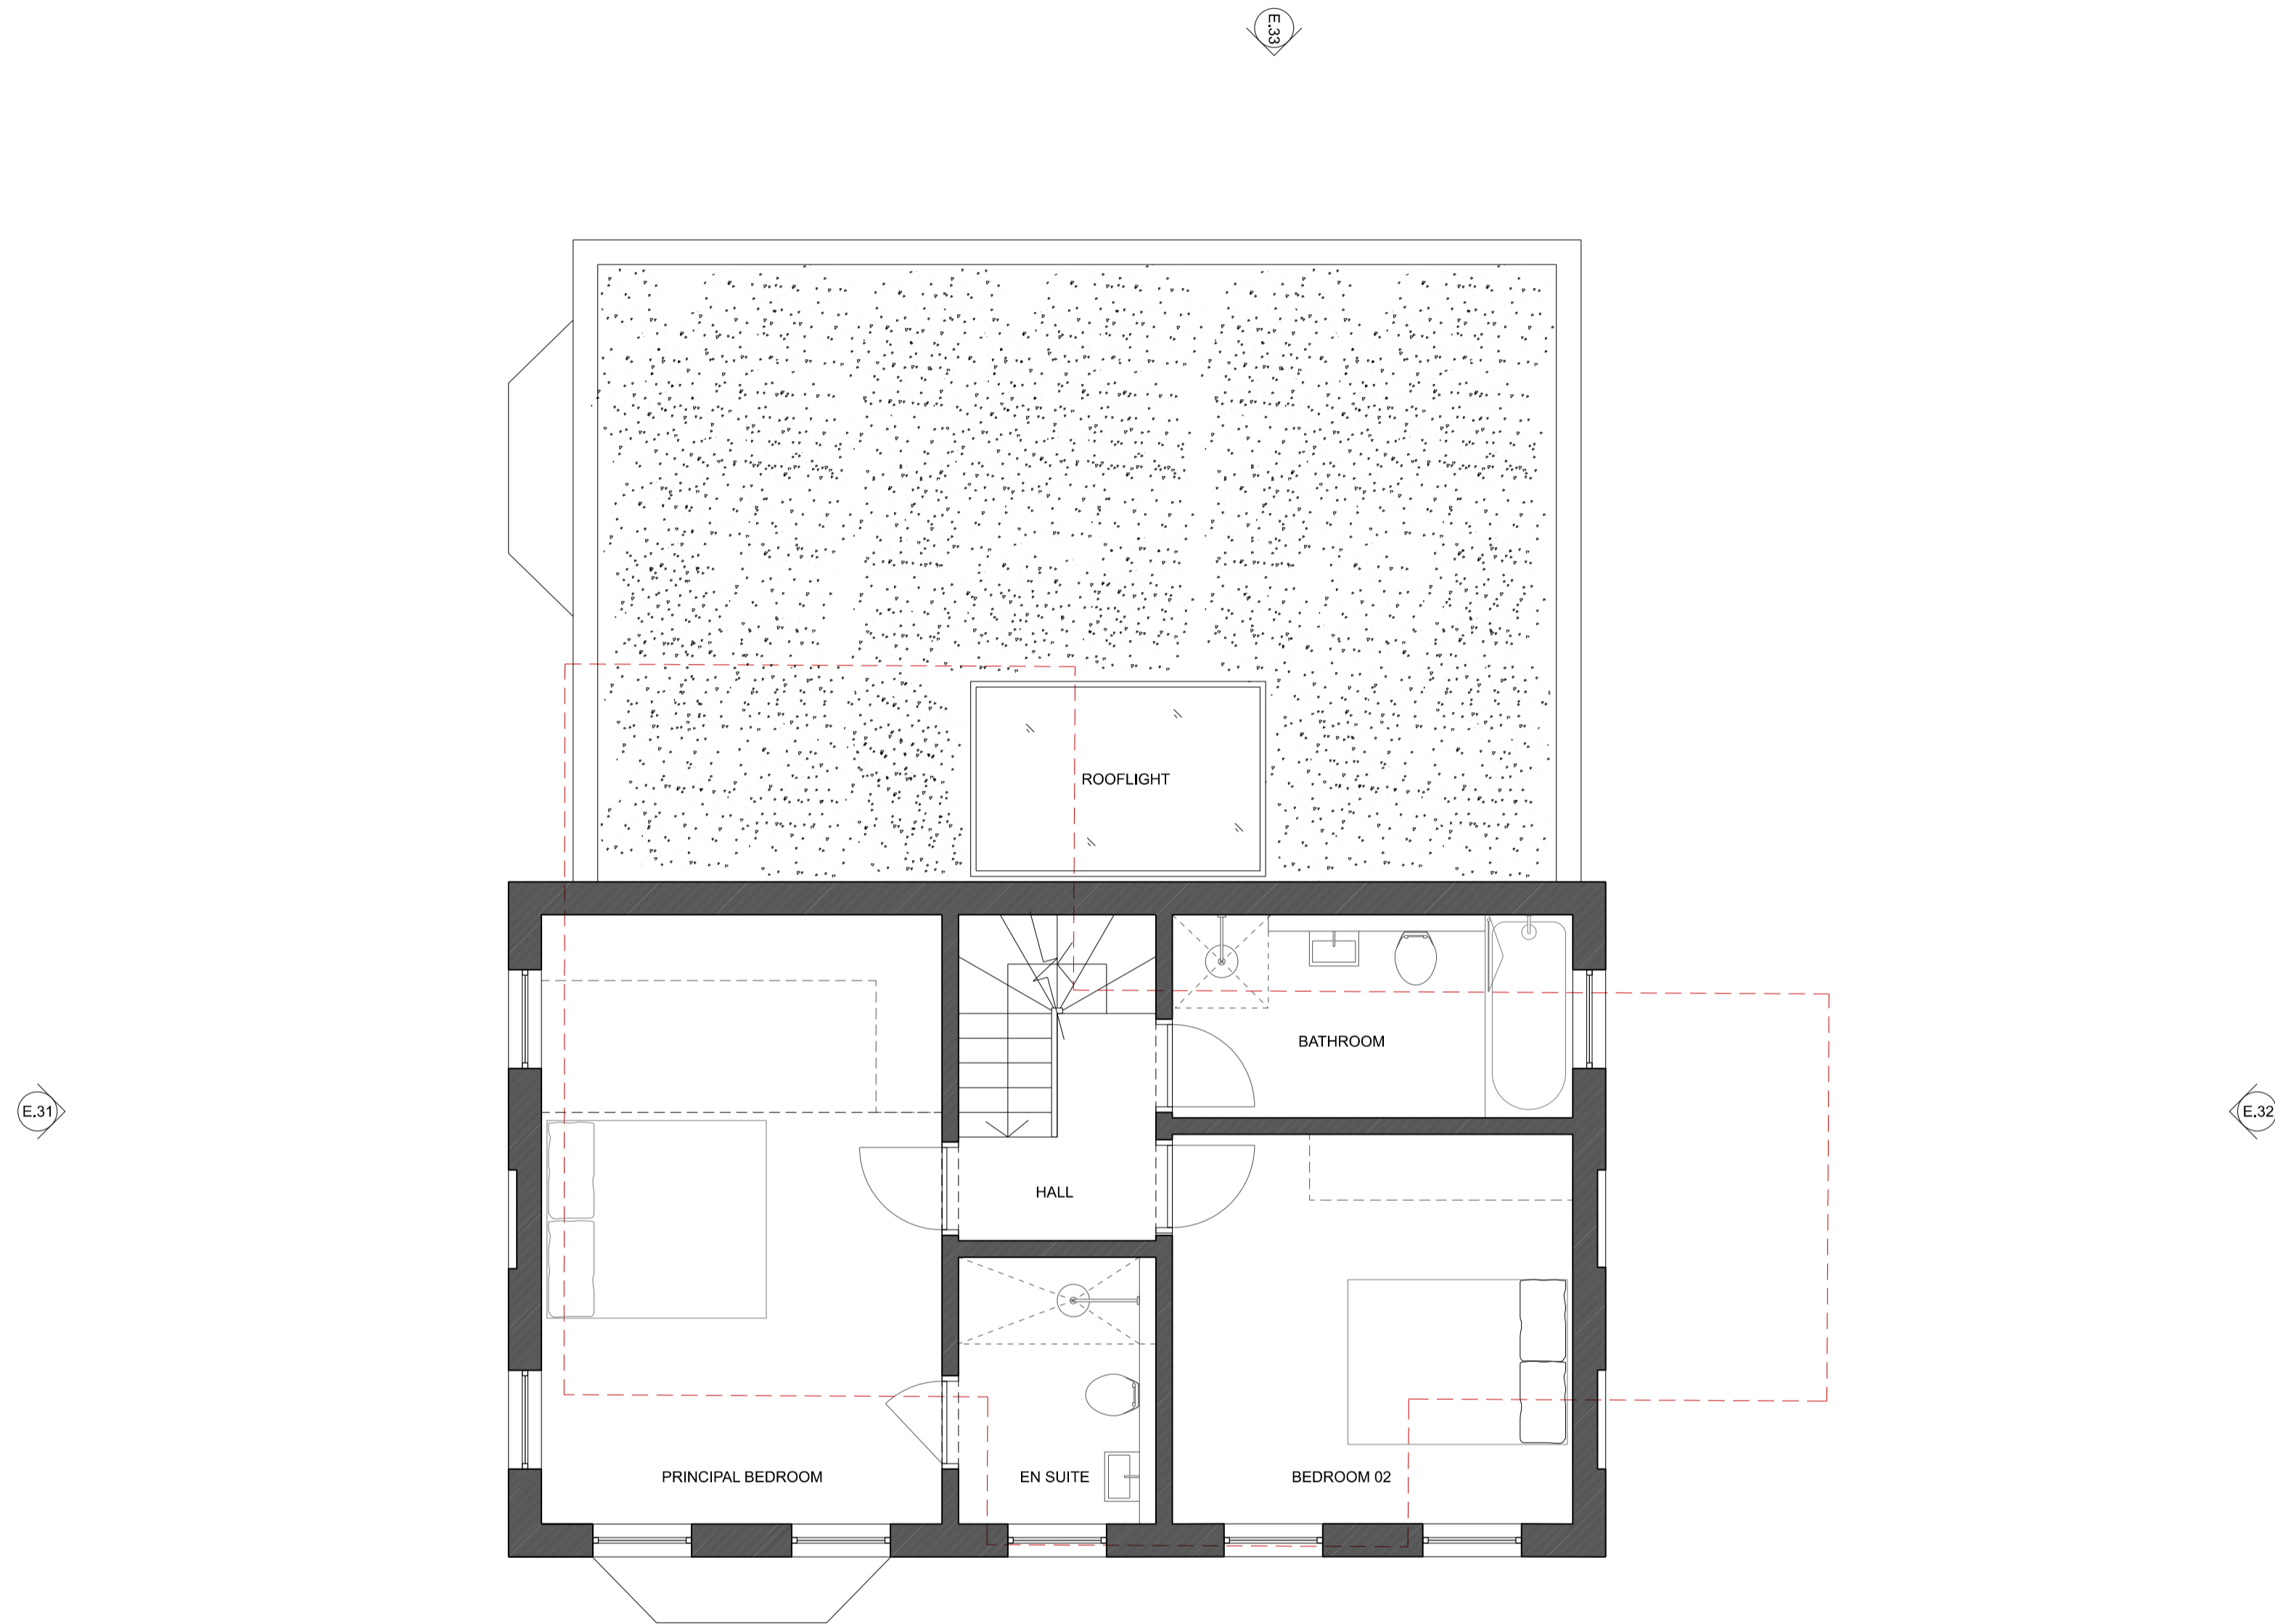 E.33
ROOFLIGHT
BATHROOM
E.31
E.32
HALL
PRINCIPAL BEDROOM
EN SUITE
BEDROOM 02